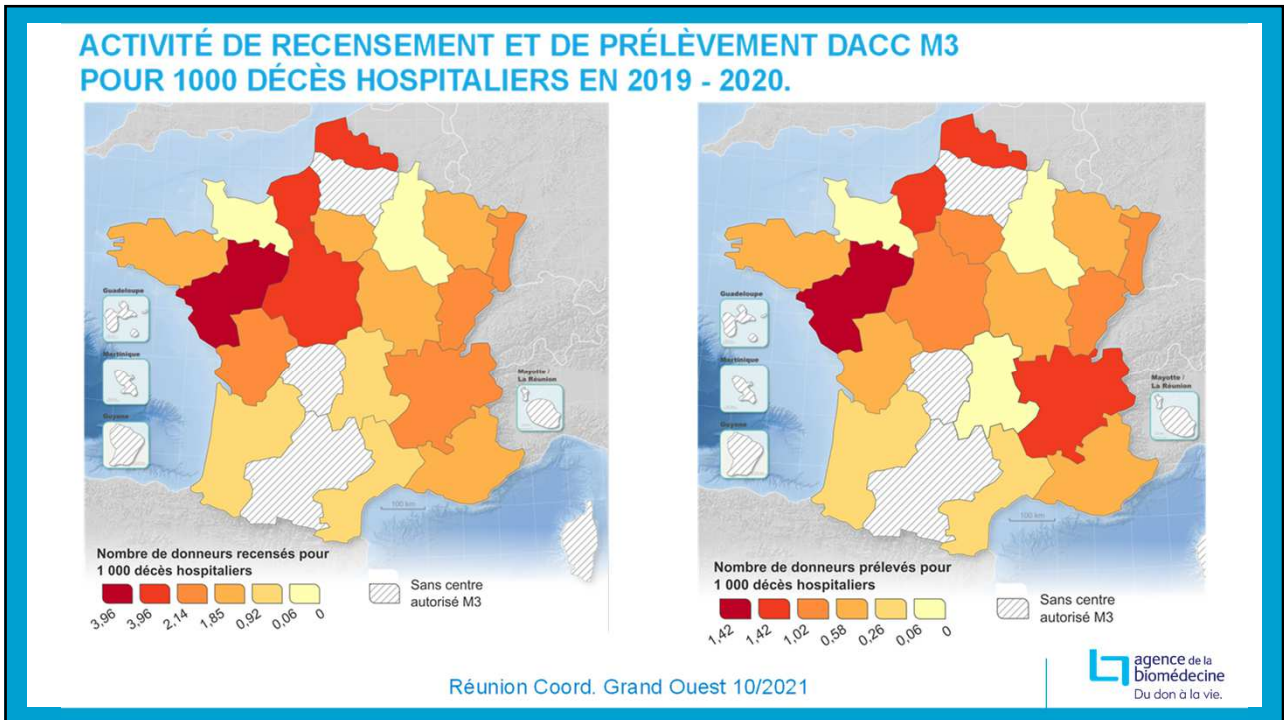 ACTIVITÉ DE RECENSEMENT ET DE PRÉLÈVEMENT DACC M3
POUR 1000 DÉCÈS HOSPITALIERS EN 2019 - 2020.
Guadeloupe
Martinique
Guyane
Mayotte /
La Réunion
100 km
Nombre de donneurs recensés pour
1 000 décès hospitaliers
3,96 3,96 2,14 1,85 0,92 0,06 0
Sans centre
autorisé M3
Guadeloupe
Martinique
Guyane
Mayotte /
La Réunion
100 km
Nombre de donneurs prélevés pour
1 000 décès hospitaliers
1,42 1,42 1,02 0,58 0,26 0,06 0
Sans centre
autorisé M3
Réunion Coord. Grand Ouest 10/2021
agence de la
biomédecine
Du don à la vie.